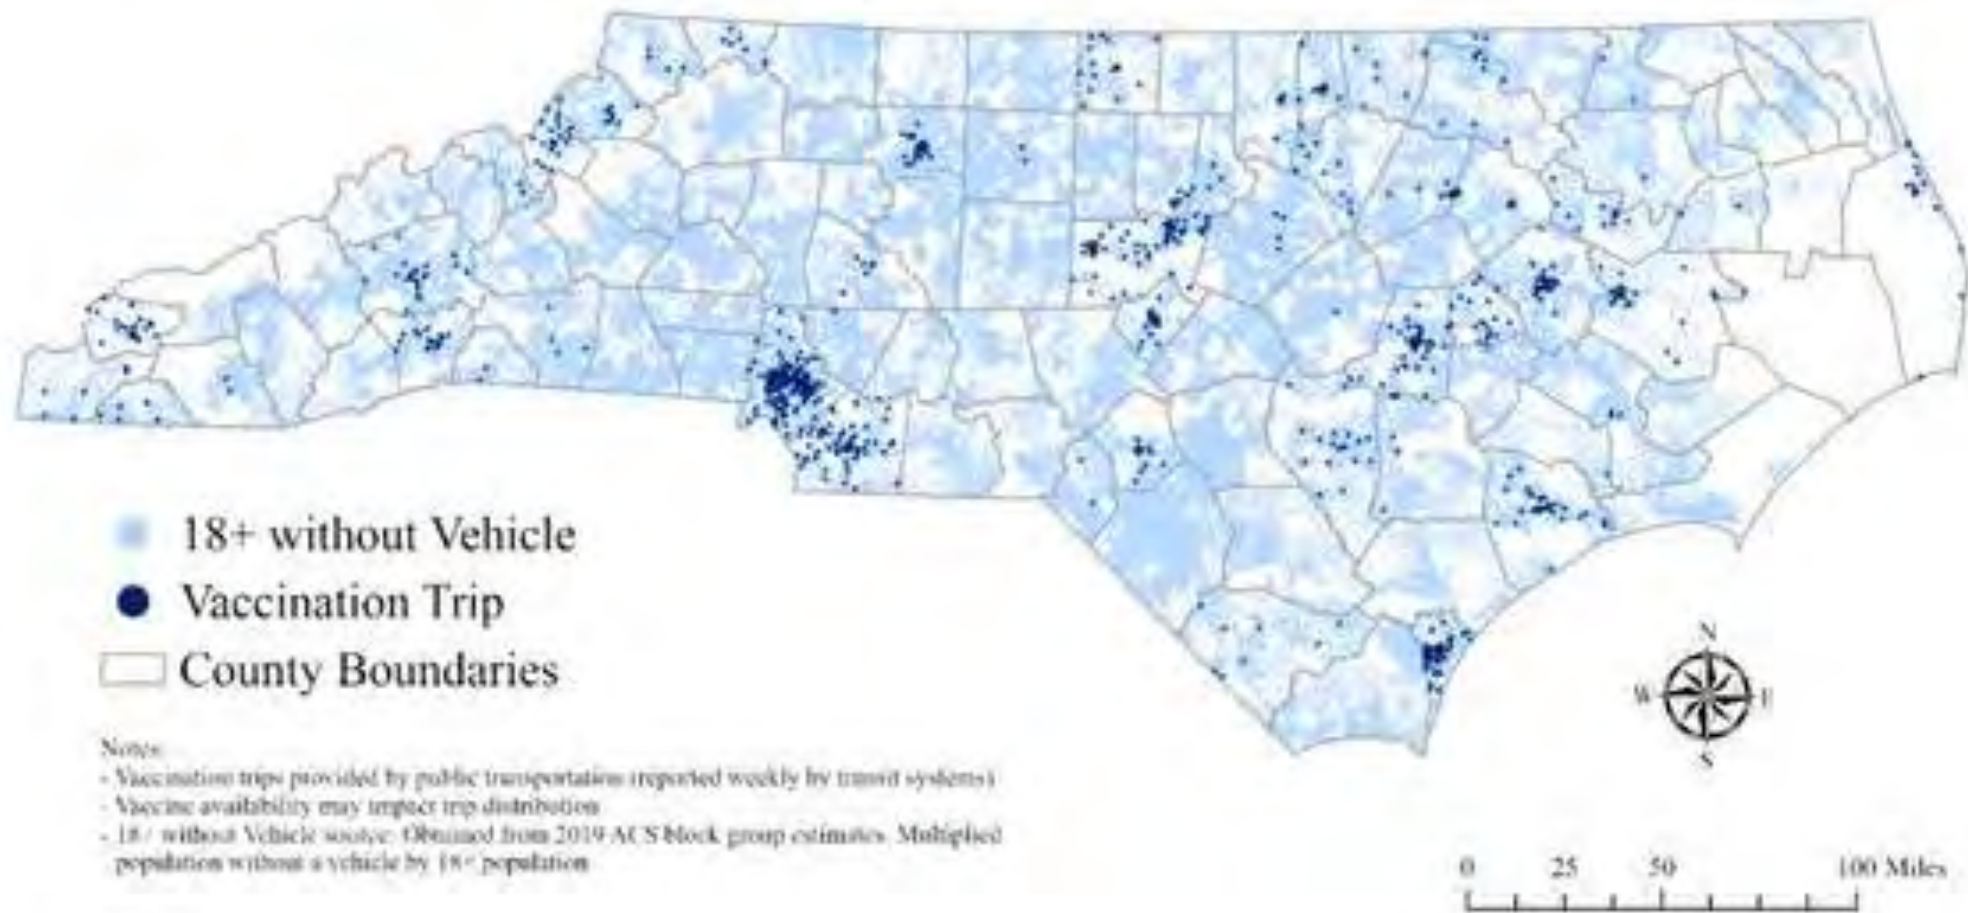 18+ without Vehicle
Vaccination Trip
County Boundaries
Notes
- Vaccination trips provided by public transportation (reported weekly by transit systems)
- Vaccine availability may impact trip distribution
- 18+ without Vehicle source: Obtained from 2019 ACS block group estimates. Multiplied
population without a vehicle by 18+ population
N
W E
S
0 25 50 100 Miles